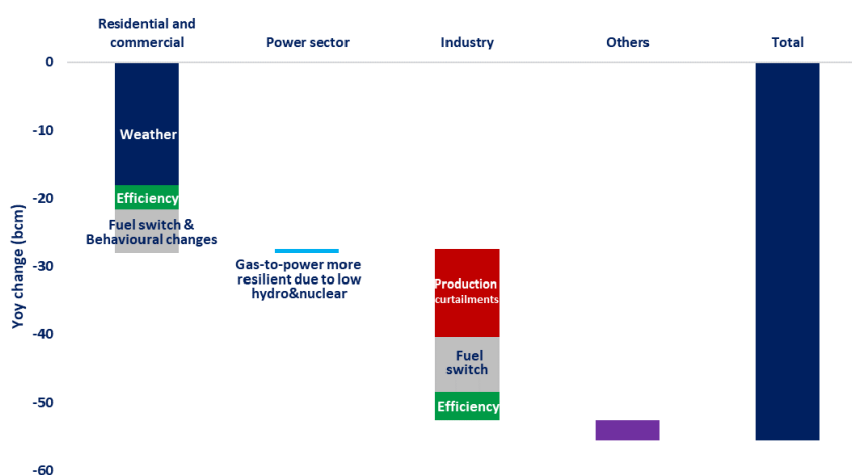 Residential and
commercial
Power sector
Industry
Others
Total
Yoy change (bcm)
0
-10
-20
-30
-40
-50
-60
Weather
Efficiency
Fuel switch &
Behavioural changes
Gas-to-power more
resilient due to low
hydro&nuclear
Production
curtailments
Fuel
switch
Efficiency